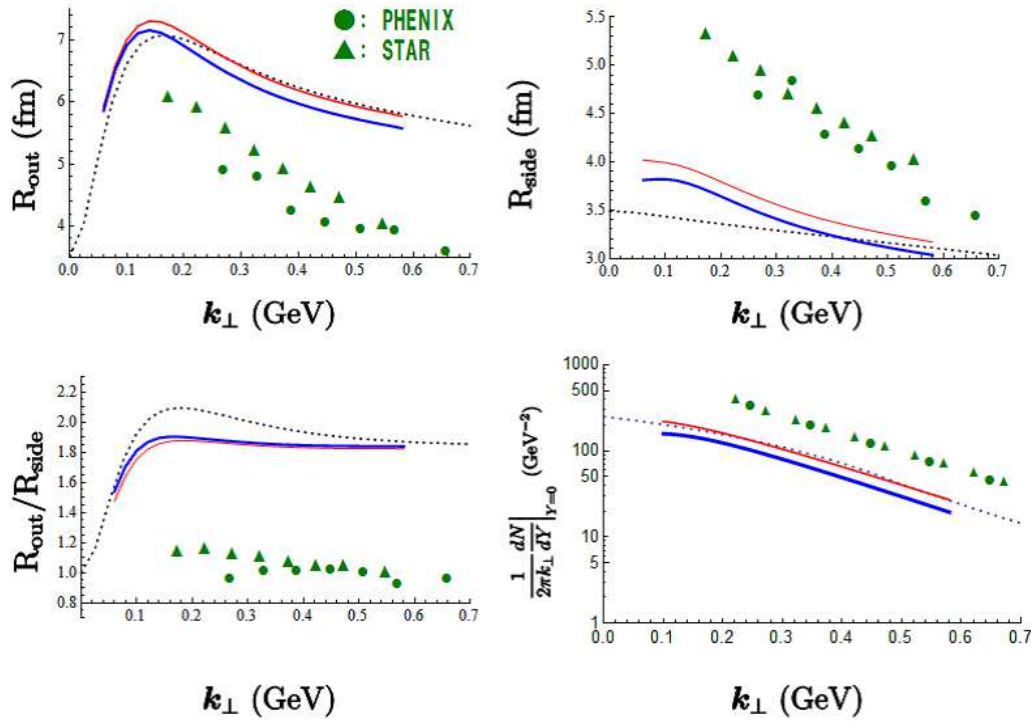 ●: PHENIX
▲: STAR
R_out (fm)
7
6
5
4
0.0 0.1 0.2 0.3 0.4 0.5 0.6 0.7
k⊥ (GeV)
R_side (fm)
5.5
5.0
4.5
4.0
3.5
3.0
0.0 0.1 0.2 0.3 0.4 0.5 0.6 0.7
k⊥ (GeV)
R_out/R_side
2.2
2.0
1.8
1.6
1.4
1.2
1.0
0.8
0.1 0.2 0.3 0.4 0.5 0.6 0.7
k⊥ (GeV)
1/(2πk⊥) dN/dY|_{Y=0} (GeV⁻²)
1000
500
100
50
10
5
1
0.0 0.1 0.2 0.3 0.4 0.5 0.6 0.7
k⊥ (GeV)